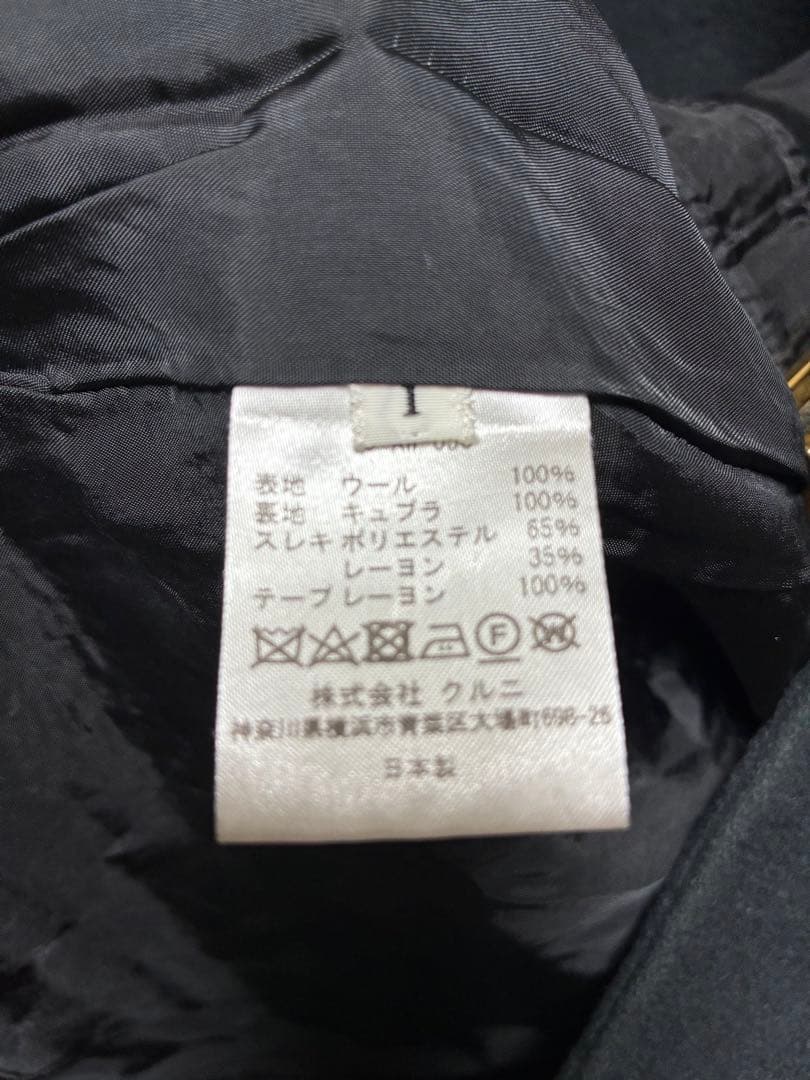 1
表地 ウール 100%
裏地 キュプラ 100%
スレキ ポリエステル 65%
レーヨン 35%
テープ レーヨン 100%
F W
株式会社 クルニ
神奈川県横浜市青葉区大場町696-25
日本製